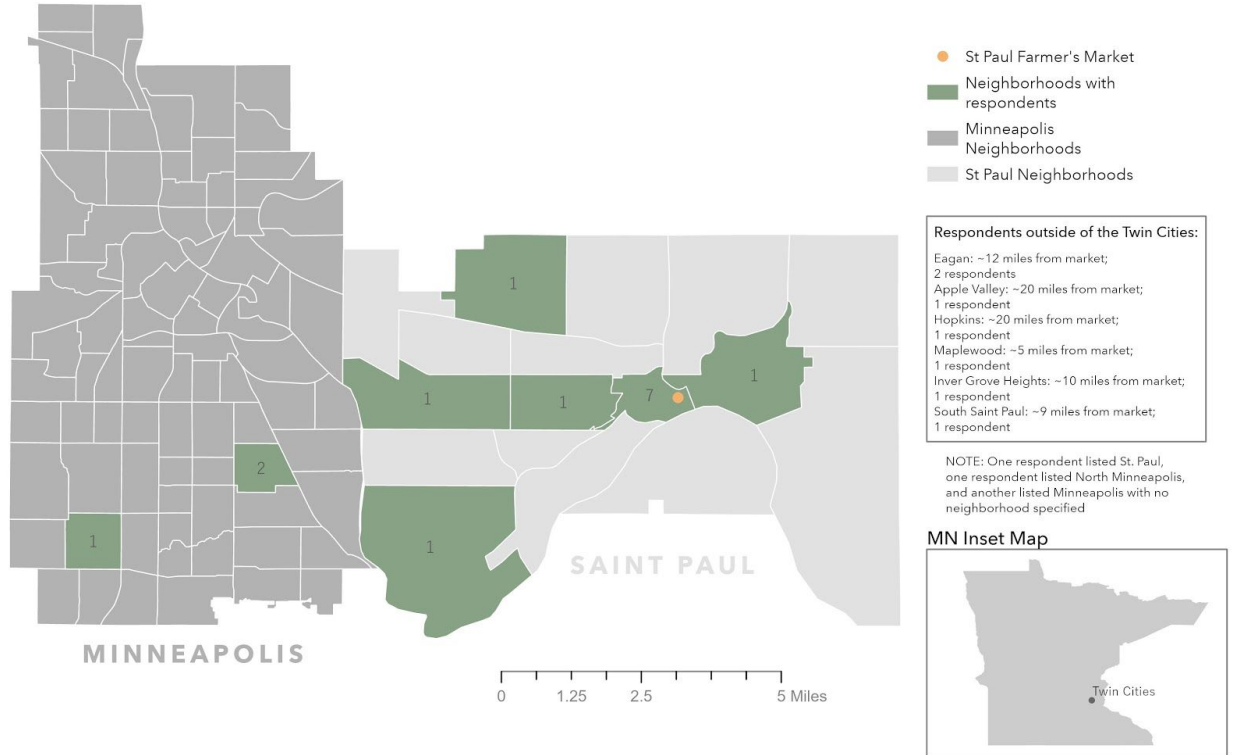 St Paul Farmer's Market
Neighborhoods with
respondents
Minneapolis
Neighborhoods
St Paul Neighborhoods
Respondents outside of the Twin Cities:
Eagan: ~12 miles from market;
2 respondents
Apple Valley: ~20 miles from market;
1 respondent
Hopkins: ~20 miles from market;
1 respondent
Maplewood: ~5 miles from market;
1 respondent
Inver Grove Heights: ~10 miles from market;
1 respondent
South Saint Paul: ~9 miles from market;
1 respondent
NOTE: One respondent listed St. Paul,
one respondent listed North Minneapolis,
and another listed Minneapolis with no
neighborhood specified
MN Inset Map
Twin Cities
1
1
1
7
1
2
1
1
SAINT PAUL
MINNEAPOLIS
0 1.25 2.5 5 Miles